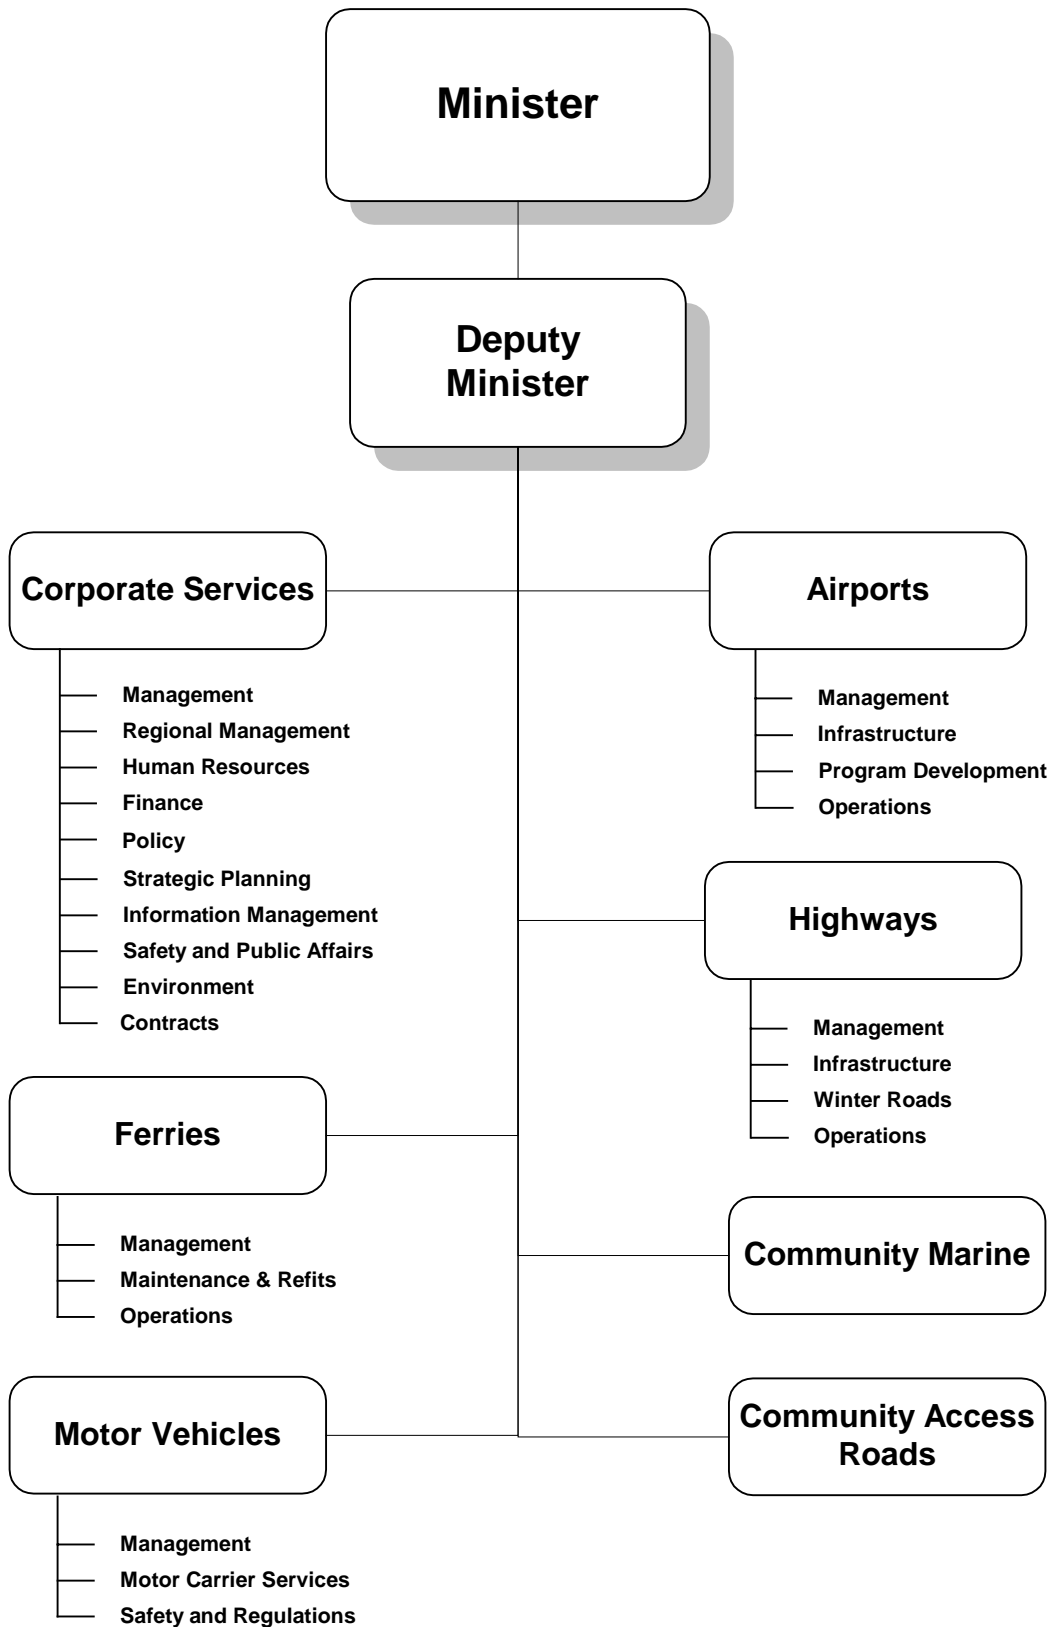 Minister
Deputy
Minister
Corporate Services
Management
Regional Management
Human Resources
Finance
Policy
Strategic Planning
Information Management
Safety and Public Affairs
Environment
Contracts
Airports
Management
Infrastructure
Program Development
Operations
Highways
Management
Infrastructure
Winter Roads
Operations
Ferries
Management
Maintenance & Refits
Operations
Community Marine
Motor Vehicles
Management
Motor Carrier Services
Safety and Regulations
Community Access
Roads